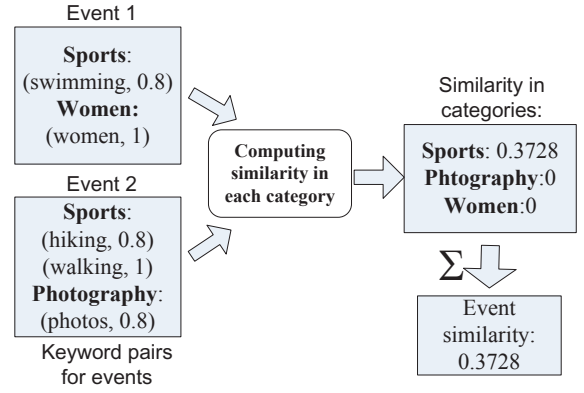 Event 1
Sports:
(swimming, 0.8)
Women:
(women, 1)
Event 2
Sports:
(hiking, 0.8)
(walking, 1)
Photography:
(photos, 0.8)
Keyword pairs
for events
Computing
similarity in
each category
Similarity in
categories:
Sports: 0.3728
Phtography:0
Women:0
Σ
Event
similarity:
0.3728